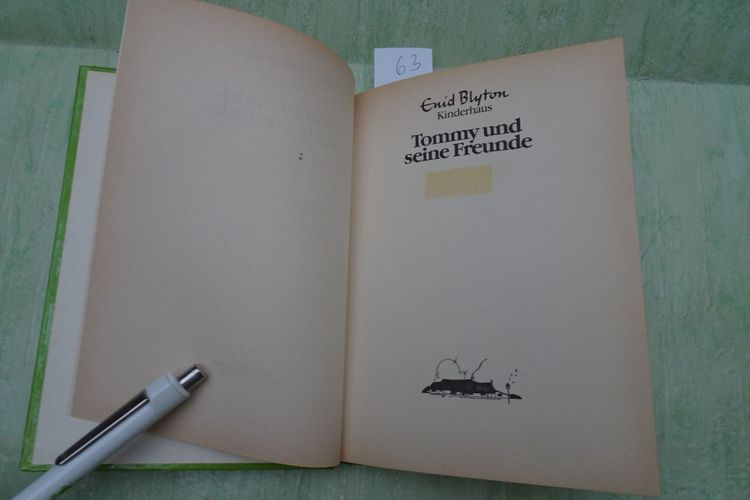 63
Enid Blyton
Kinderhaus
Tommy und
seine Freunde